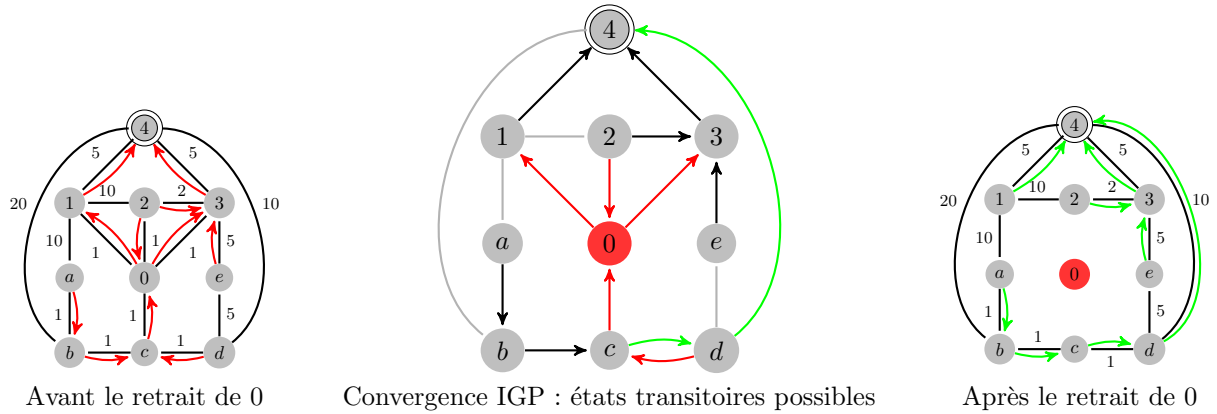 4
5 5
20 10
1 10 2 2 3
10 1 1 1 5
a 0 e
1 1 5
b 1 c 1 d
Avant le retrait de 0
4
1 2 3
a 0 e
b c d
Convergence IGP : états transitoires possibles
4
5 5
20 10
1 10 2 2 3
10 5
a 0 e
1 5
b 1 c 1 d
Après le retrait de 0